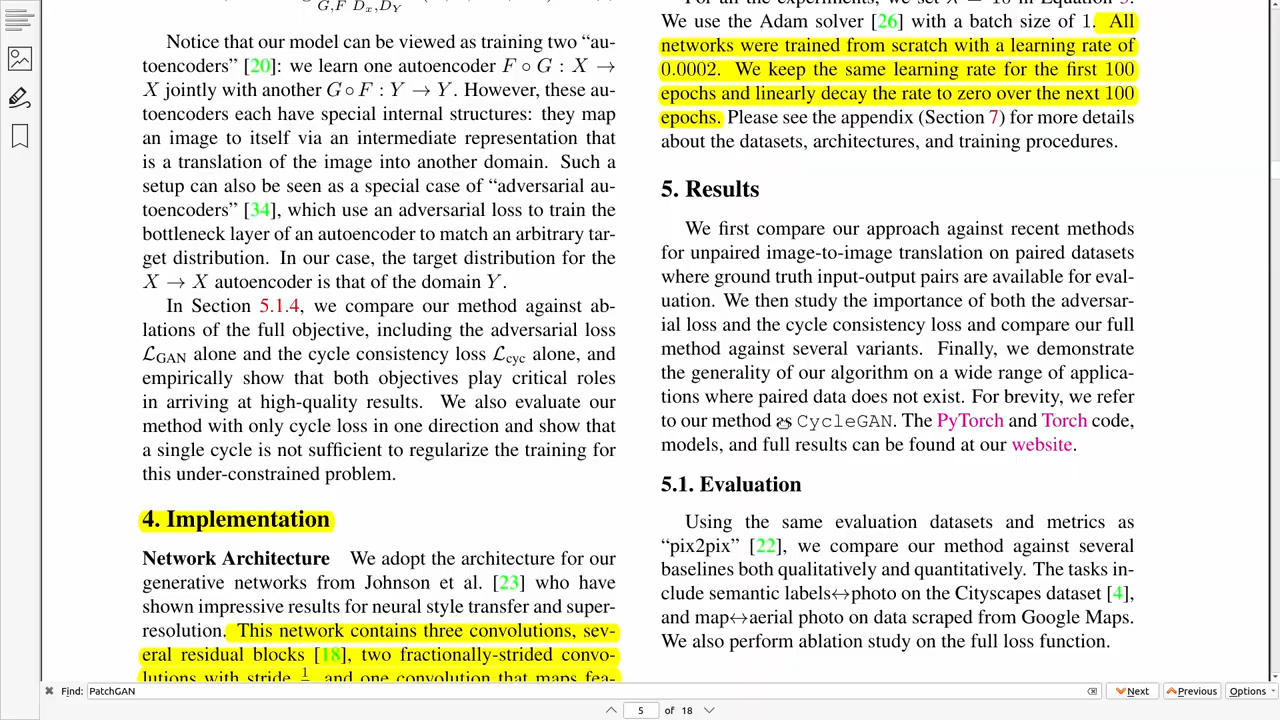 G,F Dx,DY
Notice that our model can be viewed as training two “au-
toencoders” [20]: we learn one autoencoder F ∘ G : X →
X jointly with another G∘F : Y → Y. However, these au-
toencoders each have special internal structures: they map
an image to itself via an intermediate representation that
is a translation of the image into another domain. Such a
setup can also be seen as a special case of “adversarial au-
toencoders” [34], which use an adversarial loss to train the
bottleneck layer of an autoencoder to match an arbitrary tar-
get distribution. In our case, the target distribution for the
X → X autoencoder is that of the domain Y.
In Section 5.1.4, we compare our method against ab-
lations of the full objective, including the adversarial loss
ℒGAN alone and the cycle consistency loss ℒcyc alone, and
empirically show that both objectives play critical roles
in arriving at high-quality results. We also evaluate our
method with only cycle loss in one direction and show that
a single cycle is not sufficient to regularize the training for
this under-constrained problem.
4. Implementation
Network Architecture We adopt the architecture for our
generative networks from Johnson et al. [23] who have
shown impressive results for neural style transfer and super-
resolution. This network contains three convolutions, sev-
eral residual blocks [18], two fractionally-strided convo-
lutions with stride 1 and one convolution that maps fea-
For all the experiments, we set
We use the Adam solver [26] with a batch size of 1. All
networks were trained from scratch with a learning rate of
0.0002. We keep the same learning rate for the first 100
epochs and linearly decay the rate to zero over the next 100
epochs. Please see the appendix (Section 7) for more details
about the datasets, architectures, and training procedures.
5. Results
We first compare our approach against recent methods
for unpaired image-to-image translation on paired datasets
where ground truth input-output pairs are available for eval-
uation. We then study the importance of both the adversar-
ial loss and the cycle consistency loss and compare our full
method against several variants. Finally, we demonstrate
the generality of our algorithm on a wide range of applica-
tions where paired data does not exist. For brevity, we refer
to our method as CycleGAN. The PyTorch and Torch code,
models, and full results can be found at our website.
5.1. Evaluation
Using the same evaluation datasets and metrics as
“pix2pix” [22], we compare our method against several
baselines both qualitatively and quantitatively. The tasks in-
clude semantic labels↔photo on the Cityscapes dataset [4],
and map↔aerial photo on data scraped from Google Maps.
We also perform ablation study on the full loss function.
Find: PatchGAN Next Previous Options
5 of 18